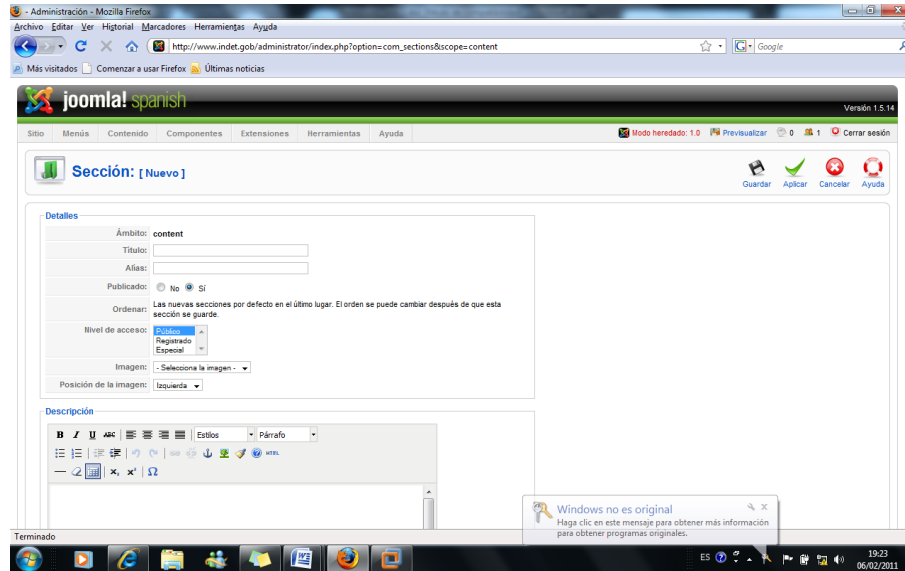 - Administración - Mozilla Firefox
Archivo Editar Ver Historial Marcadores Herramientas Ayuda
http://www.indet.gob/administrator/index.php?option=com_sections&scope=content
Google
Más visitados Comenzar a usar Firefox Últimas noticias
joomla! spanish
Versión 1.5.14
Sitio Menús Contenido Componentes Extensiones Herramientas Ayuda Modo heredado: 1.0 Previsualizar 0 1 Cerrar sesión
Sección: [ Nuevo ]
Guardar Aplicar Cancelar Ayuda
Detalles
Ámbito: content
Título:
Alias:
Publicado: No Sí
Ordenar: Las nuevas secciones por defecto en el último lugar. El orden se puede cambiar después de que esta
sección se guarde.
Nivel de acceso: Público
Registrado
Especial
Imagen: - Selecciona la imagen -
Posición de la imagen: Izquierda
Descripción
B I U ABC Estilos Párrafo
HTML
x, x² Ω
Windows no es original
Haga clic en este mensaje para obtener más información
para obtener programas originales.
Terminado
ES 19:23
06/02/2011